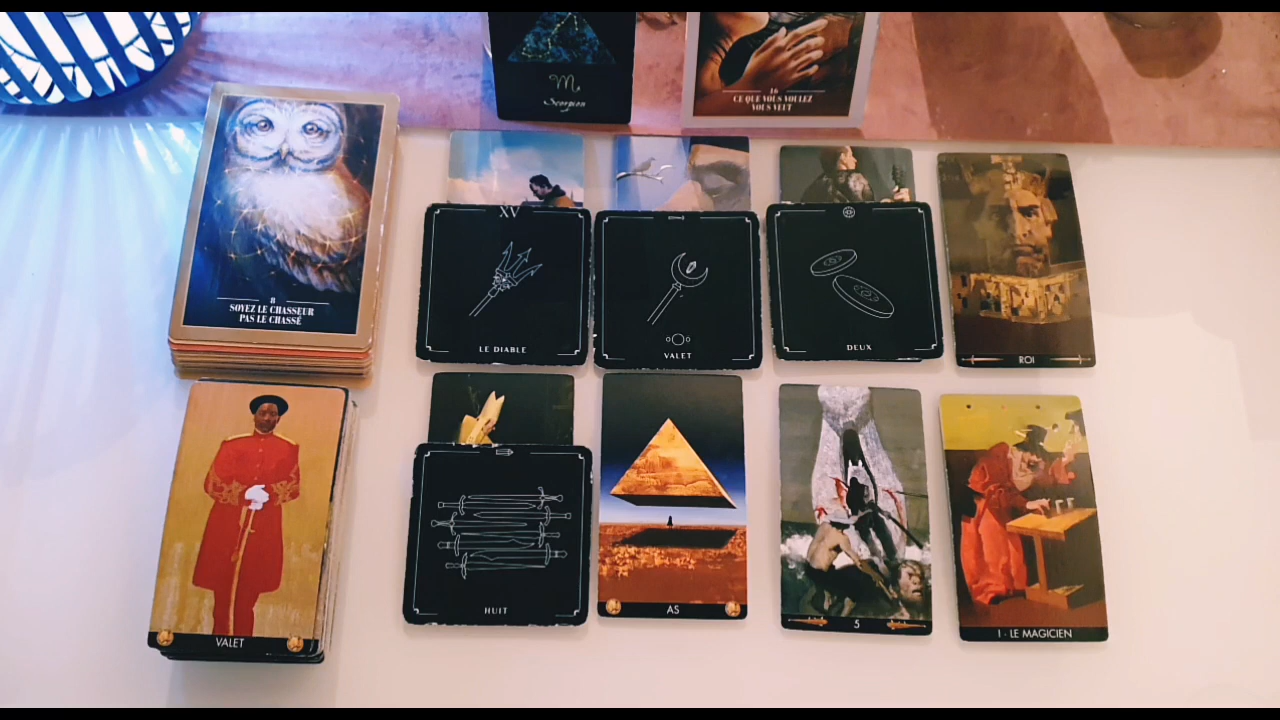 Scorpion
16
CE QUE VOUS VOULEZ
VOUS VEUT
8
SOYEZ LE CHASSEUR
PAS LE CHASSÉ
XV
LE DIABLE
VALET
DEUX
ROI
VALET
HUIT
AS
5
I - LE MAGICIEN